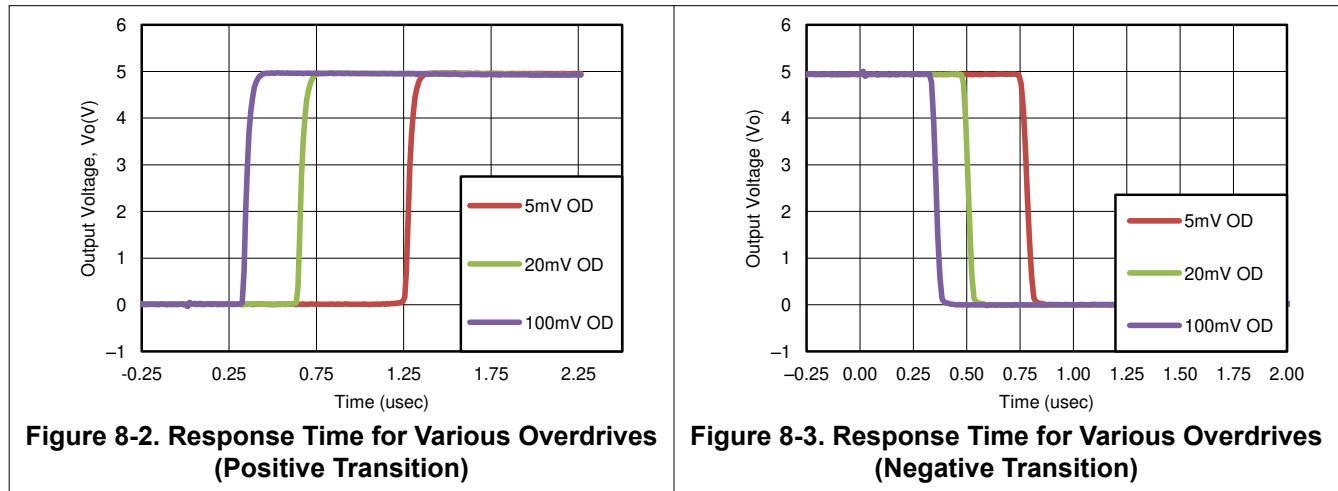 6
5
4
3
2
1
0
–1
Output Voltage, Vo(V)
5mV OD
20mV OD
100mV OD
-0.25 0.25 0.75 1.25 1.75 2.25
Time (usec)
Figure 8-2. Response Time for Various Overdrives
(Positive Transition)
6
5
4
3
2
1
0
–1
Output Voltage (Vo)
5mV OD
20mV OD
100mV OD
–0.25 0.00 0.25 0.50 0.75 1.00 1.25 1.50 1.75 2.00
Time (usec)
Figure 8-3. Response Time for Various Overdrives
(Negative Transition)